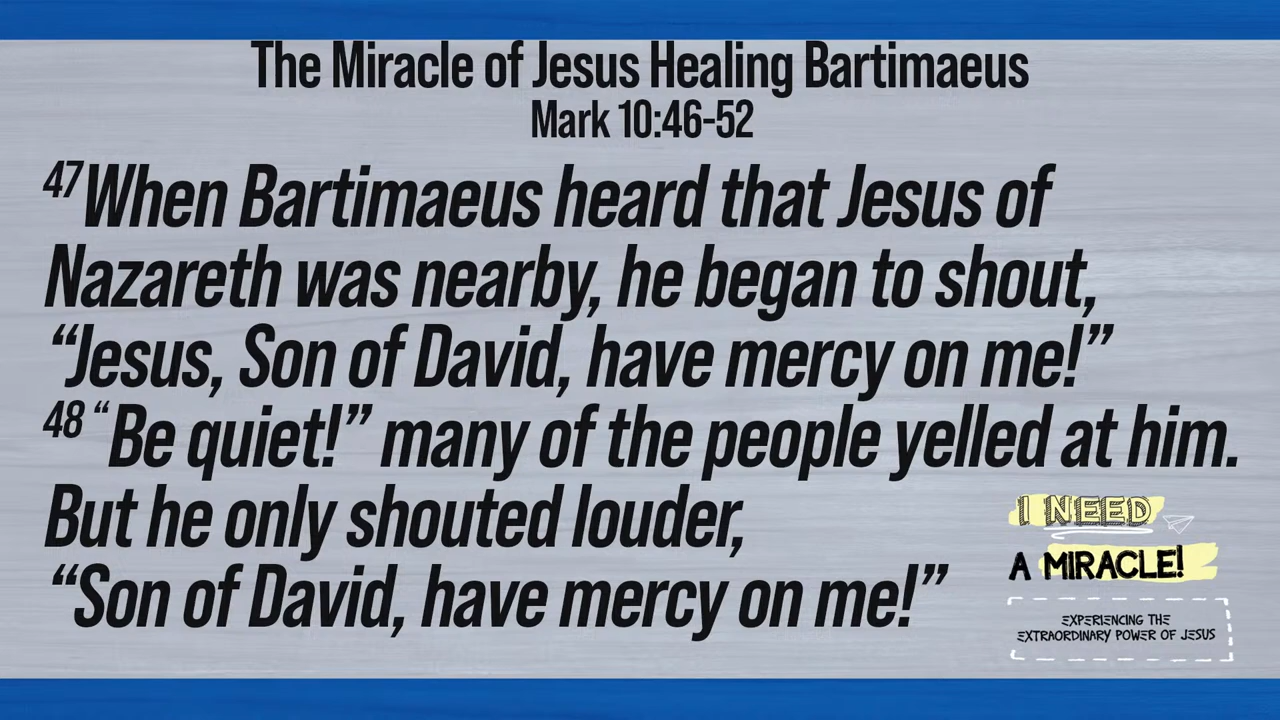 The Miracle of Jesus Healing Bartimaeus
Mark 10:46-52
47When Bartimaeus heard that Jesus of
Nazareth was nearby, he began to shout,
“Jesus, Son of David, have mercy on me!”
48 “Be quiet!” many of the people yelled at him.
But he only shouted louder,
“Son of David, have mercy on me!”
I NEED
A MIRACLE!
EXPERIENCING THE
EXTRAORDINARY POWER OF JESUS